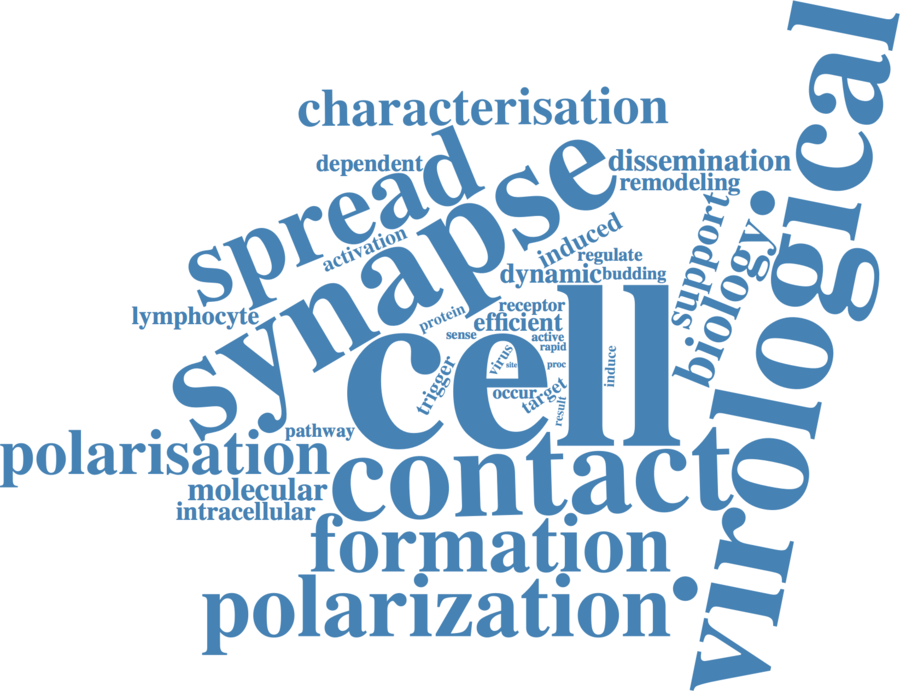 virological
characterisation
dependent
spread
synapse
dissemination
remodeling
activation
induced
support
regulate
dynamic
budding
biology
lymphocyte
protein
receptor
efficient
sense
active
rapid
cell
virus
site
proc
induce
trigger
occur
target
result
pathway
polarisation
contact
molecular
intracellular
formation
polarization